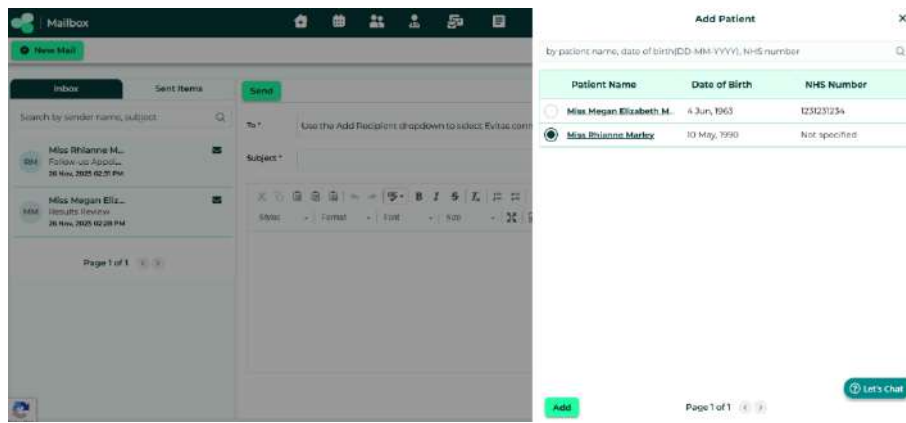 Mailbox
New Mail
Inbox
Sent Items
Search by sender name, subject
RM
Miss Rhianne M...
Follow-up Appoi...
26 Nov, 2025 02:31 PM
MM
Miss Megan Eliz...
Results Review
26 Nov, 2025 02:28 PM
Page 1 of 1
Send
To *
Use the Add Recipient dropdown to select Evitas conn
Subject *
B I S
Styles
Format
Font
Size
Add Patient
by patient name, date of birth(DD-MM-YYYY), NHS number
Patient Name Date of Birth NHS Number
Miss Megan Elizabeth M.. 4 Jun, 1963 1231231234
Miss Rhianne Marley 10 May, 1990 Not specified
Let's Chat
Add
Page 1 of 1